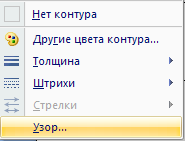 Нет контура
Другие цвета контура...
Толщина
Штрихи
Стрелки
Узор...